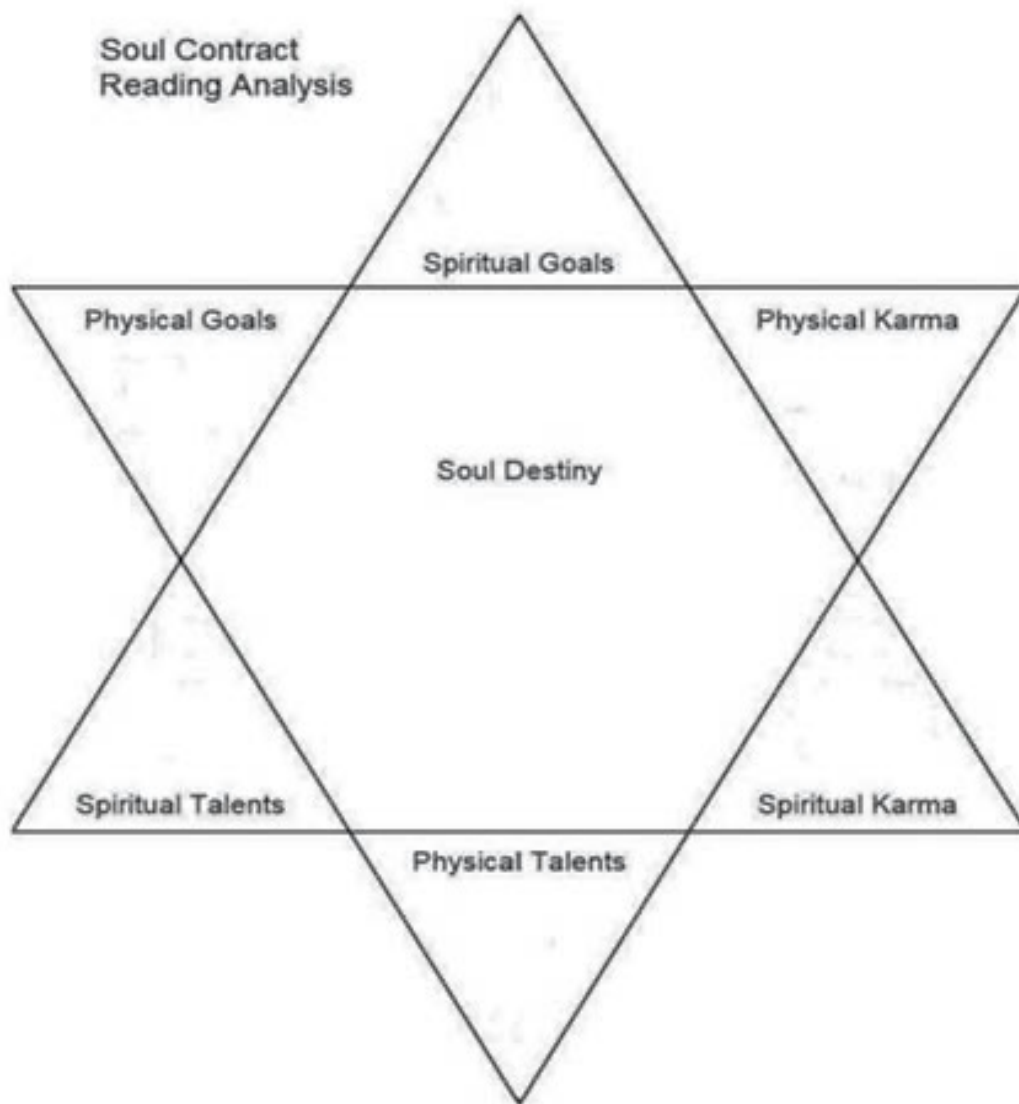 Soul Contract
Reading Analysis
Spiritual Goals
Physical Goals
Physical Karma
Soul Destiny
Spiritual Talents
Spiritual Karma
Physical Talents